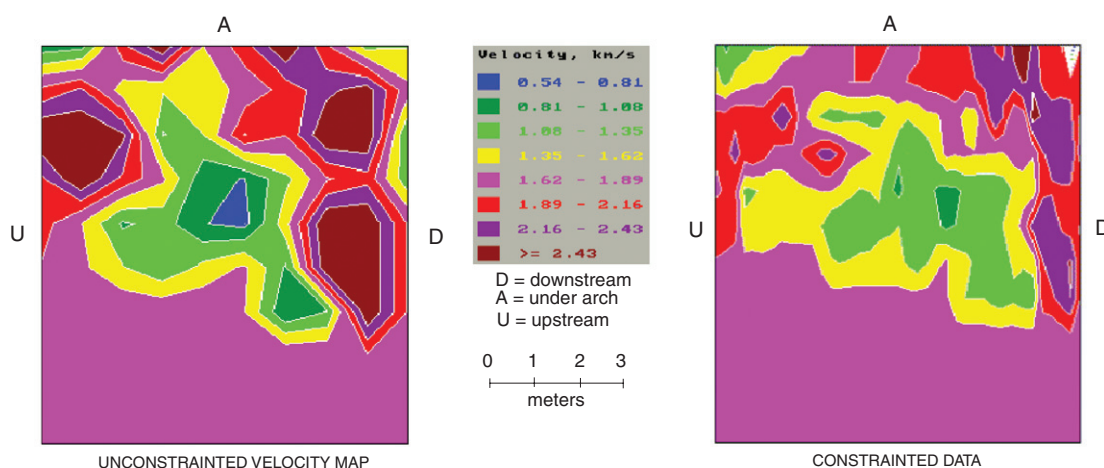 A
A
Velocity, km/s
0.54 - 0.81
0.81 - 1.08
1.08 - 1.35
1.35 - 1.62
1.62 - 1.89
1.89 - 2.16
2.16 - 2.43
>= 2.43
U
D
U
D
D = downstream
A = under arch
U = upstream
0 1 2 3
meters
UNCONSTRAINTED VELOCITY MAP
CONSTRAINTED DATA